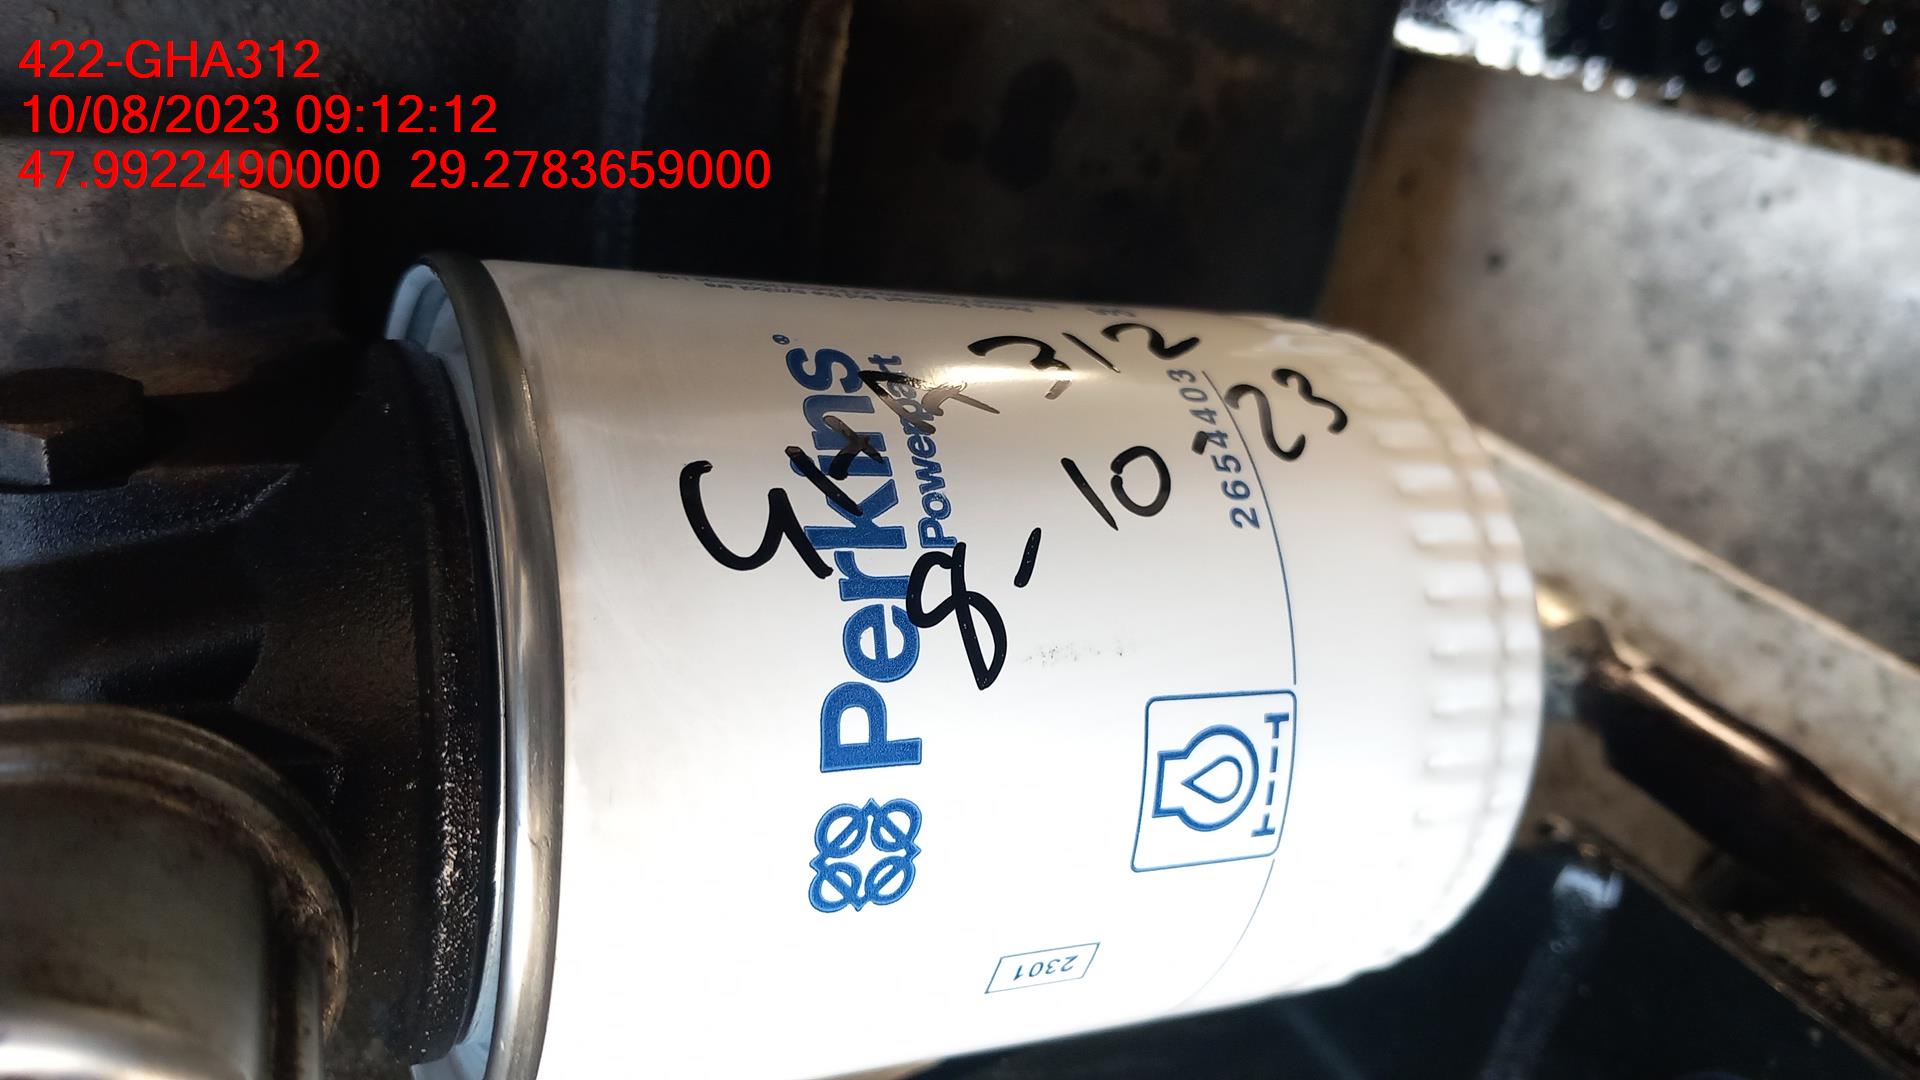 422-GHA312
10/08/2023 09:12:12
47.9922490000 29.2783659000
Perkins
Powerpart
GHA 312
8-10-23
2654403
2301